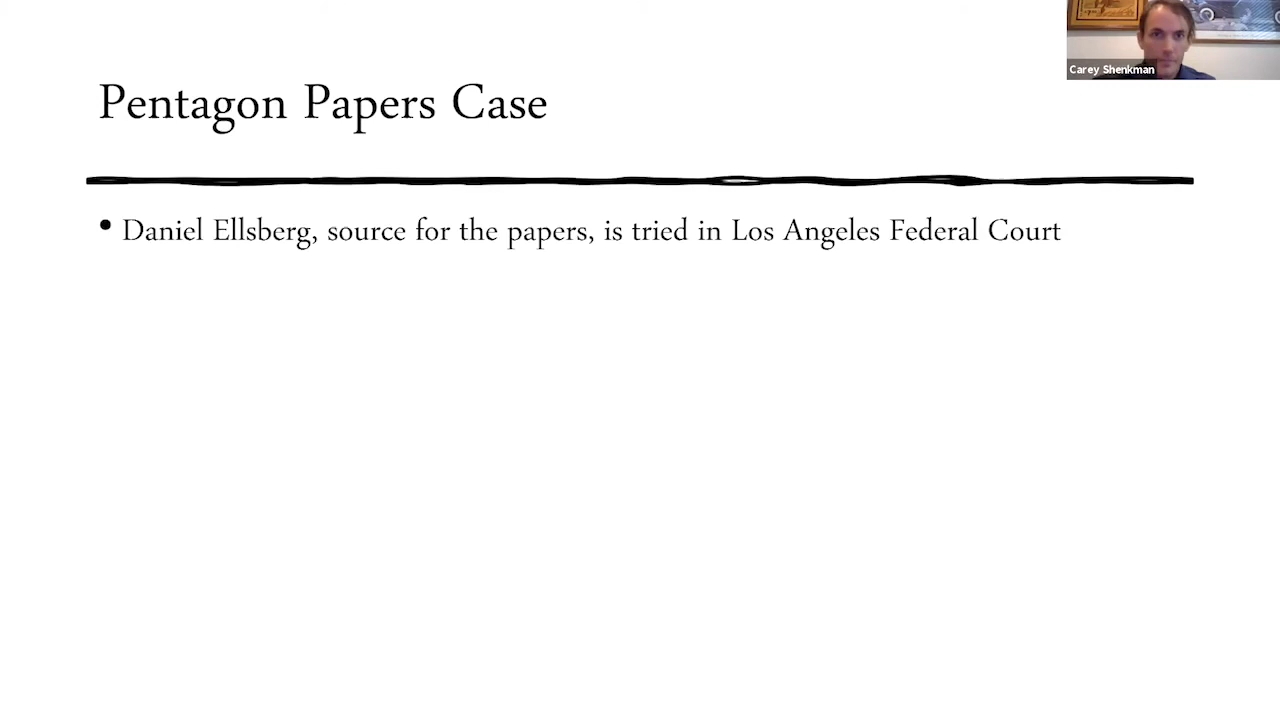 Carey Shenkman
Pentagon Papers Case
• Daniel Ellsberg, source for the papers, is tried in Los Angeles Federal Court